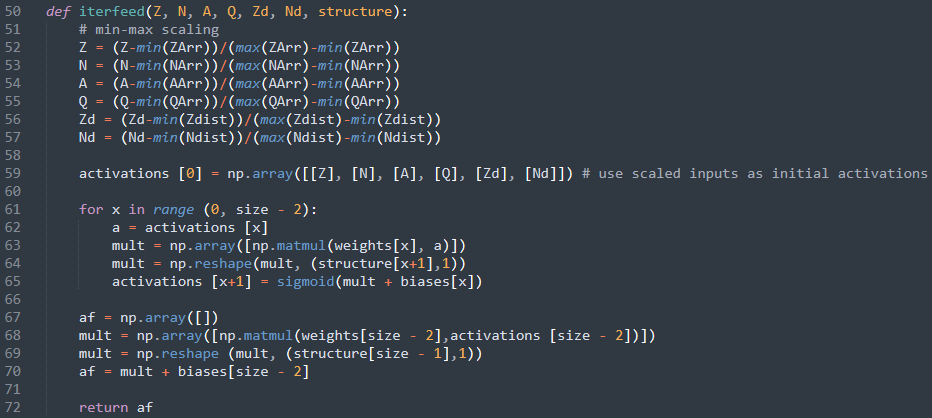 50 def iterfeed(Z, N, A, Q, Zd, Nd, structure):
51 # min-max scaling
52 Z = (Z-min(ZArr))/(max(ZArr)-min(ZArr))
53 N = (N-min(NArr))/(max(NArr)-min(NArr))
54 A = (A-min(AArr))/(max(AArr)-min(AArr))
55 Q = (Q-min(QArr))/(max(QArr)-min(QArr))
56 Zd = (Zd-min(Zdist))/(max(Zdist)-min(Zdist))
57 Nd = (Nd-min(Ndist))/(max(Ndist)-min(Ndist))
58
59 activations [0] = np.array([[Z], [N], [A], [Q], [Zd], [Nd]]) # use scaled inputs as initial activations
60
61 for x in range (0, size - 2):
62 a = activations [x]
63 mult = np.array([np.matmul(weights[x], a)])
64 mult = np.reshape(mult, (structure[x+1],1))
65 activations [x+1] = sigmoid(mult + biases[x])
66
67 af = np.array([])
68 mult = np.array([np.matmul(weights[size - 2],activations [size - 2])])
69 mult = np.reshape (mult, (structure[size - 1],1))
70 af = mult + biases[size - 2]
71
72 return af